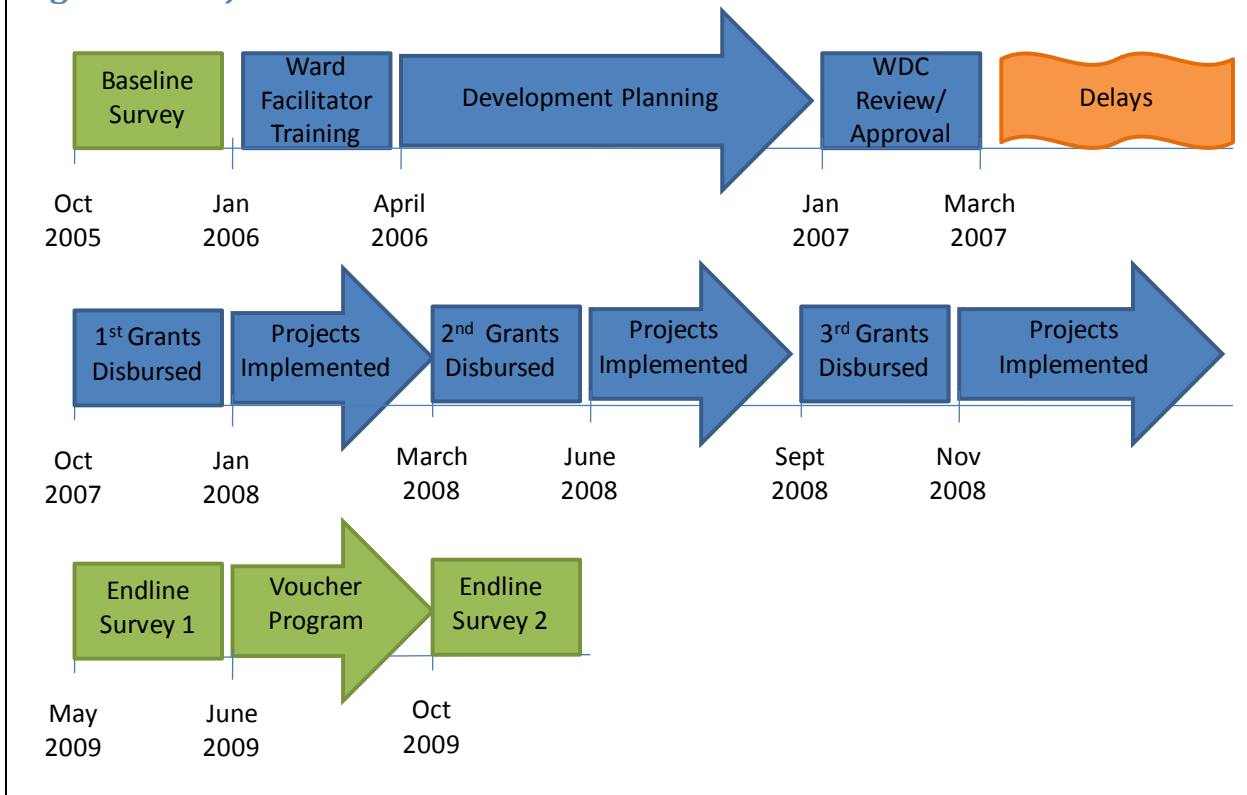 Baseline
Survey
Ward
Facilitator
Training
Development Planning
WDC
Review/
Approval
Delays
Oct
2005
Jan
2006
April
2006
Jan
2007
March
2007
1st Grants
Disbursed
Projects
Implemented
2nd Grants
Disbursed
Projects
Implemented
3rd Grants
Disbursed
Projects
Implemented
Oct
2007
Jan
2008
March
2008
June
2008
Sept
2008
Nov
2008
Endline
Survey 1
Voucher
Program
Endline
Survey 2
May
2009
June
2009
Oct
2009